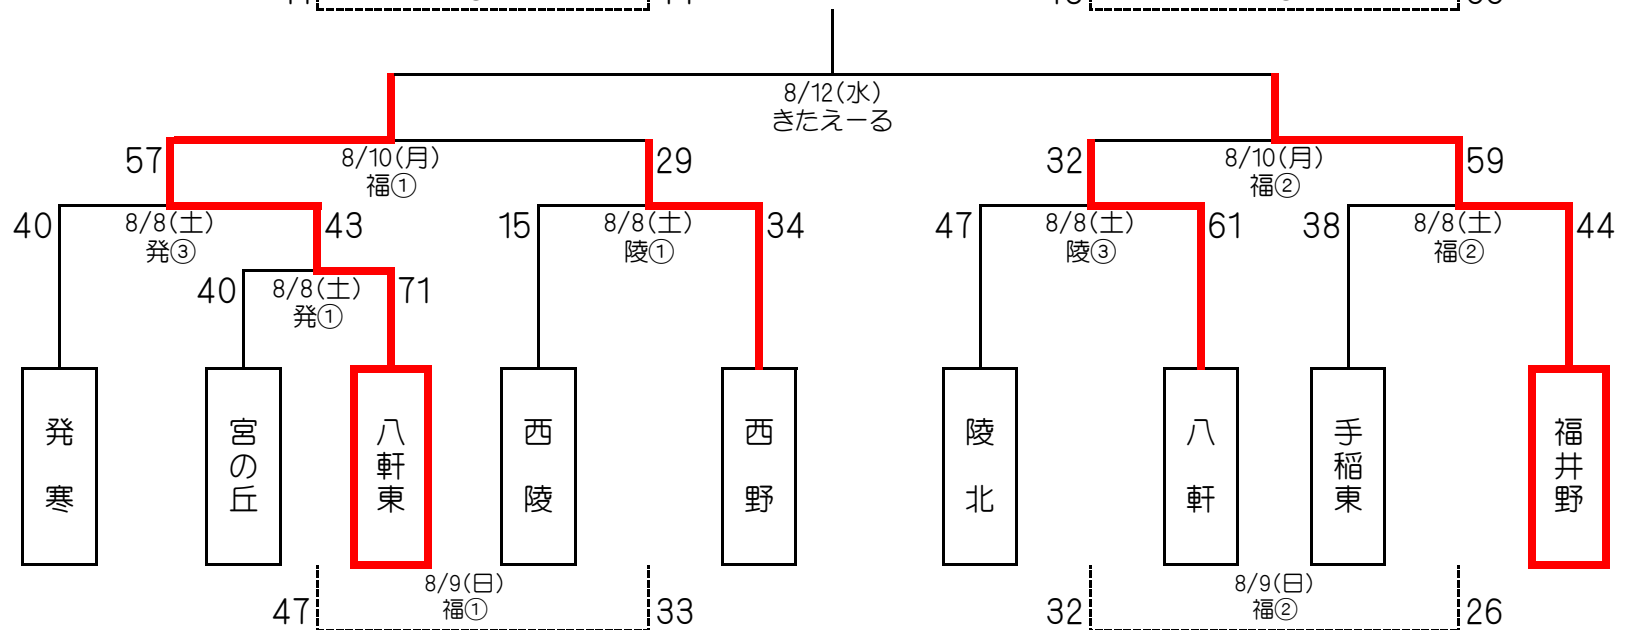 8/12(水)
きたえーる
57
8/10(月)
福①
29
32
8/10(月)
福②
59
40
8/8(土)
発③
43
15
8/8(土)
陵①
34
47
8/8(土)
陵③
61
38
8/8(土)
福②
44
40
8/8(土)
発①
71
発寒
宮の丘
八軒東
西陵
西野
陵北
八軒
手稲東
福井野
47
8/9(日)
福①
33
32
8/9(日)
福②
26